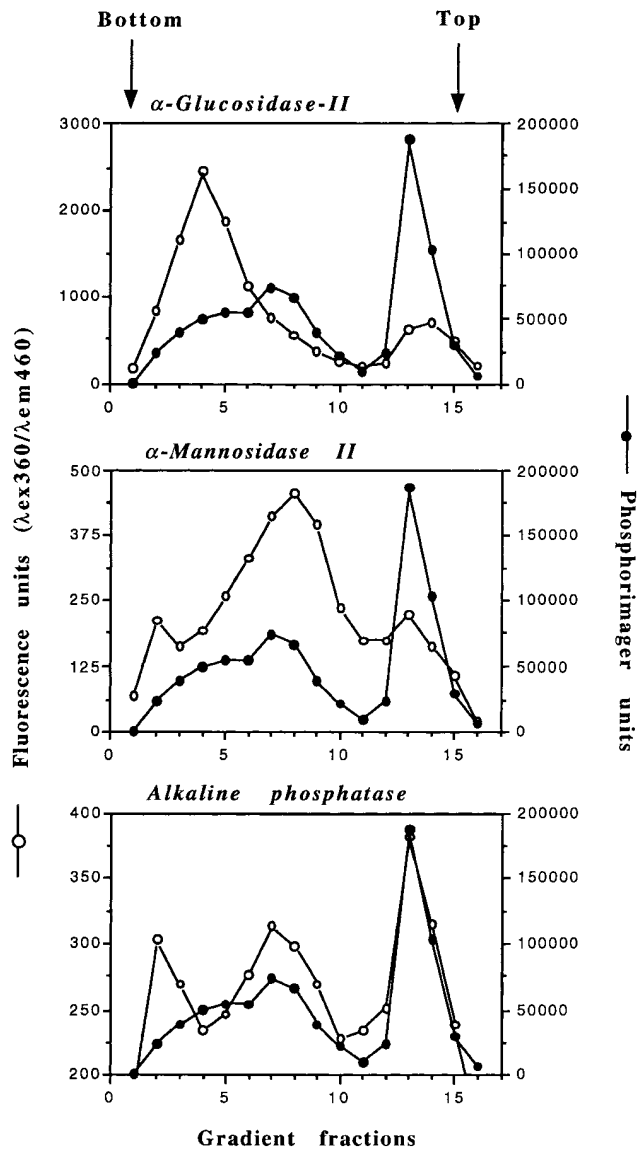 Bottom Top
α-Glucosidase-II
3000 200000
2000 150000
100000
1000 50000
0 0
0 5 10 15
α-Mannosidase II
500 200000
375 150000
250 100000
125 50000
0 0
0 5 10 15
Alkaline phosphatase
400 200000
350 150000
300 100000
250 50000
200 0
0 5 10 15
Gradient fractions
Fluorescence units (λex360/λem460)
Phosphorimager units